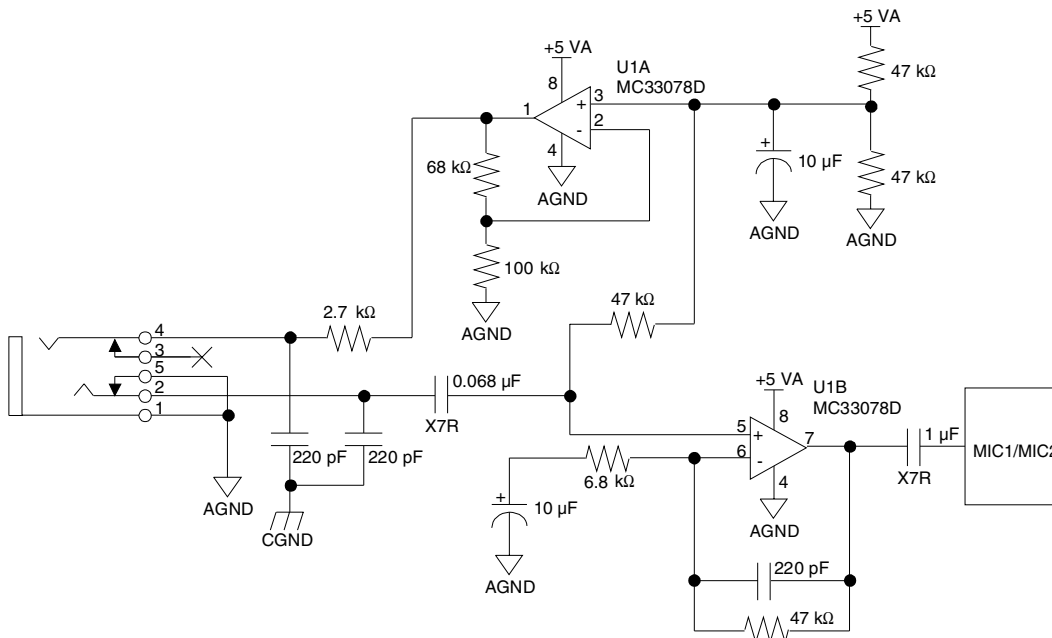 +5 VA
+5 VA
U1A
MC33078D
47 kΩ
8
1
3
+
2
-
4
AGND
68 kΩ
+
10 µF
47 kΩ
AGND
AGND
100 kΩ
AGND
47 kΩ
2.7 kΩ
4
3
5
2
1
0.068 µF
X7R
+5 VA
U1B
MC33078D
8
5
+
6
-
7
4
AGND
1 µF
X7R
MIC1/MIC2
220 pF
220 pF
6.8 kΩ
+
10 µF
AGND
AGND
CGND
220 pF
47 kΩ